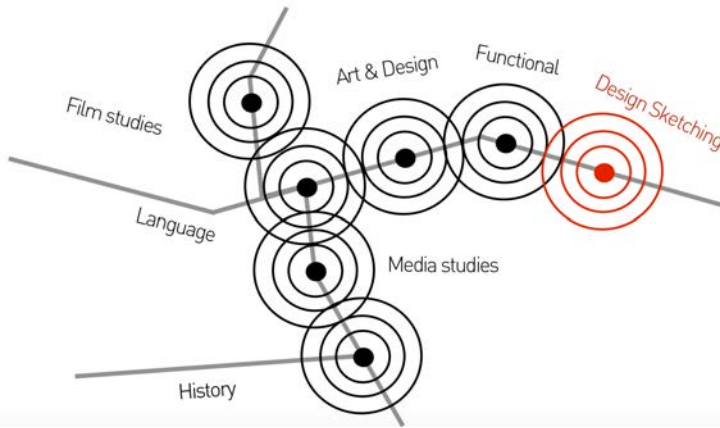 Functional
Art & Design
Design Sketching
Film studies
Language
Media studies
History